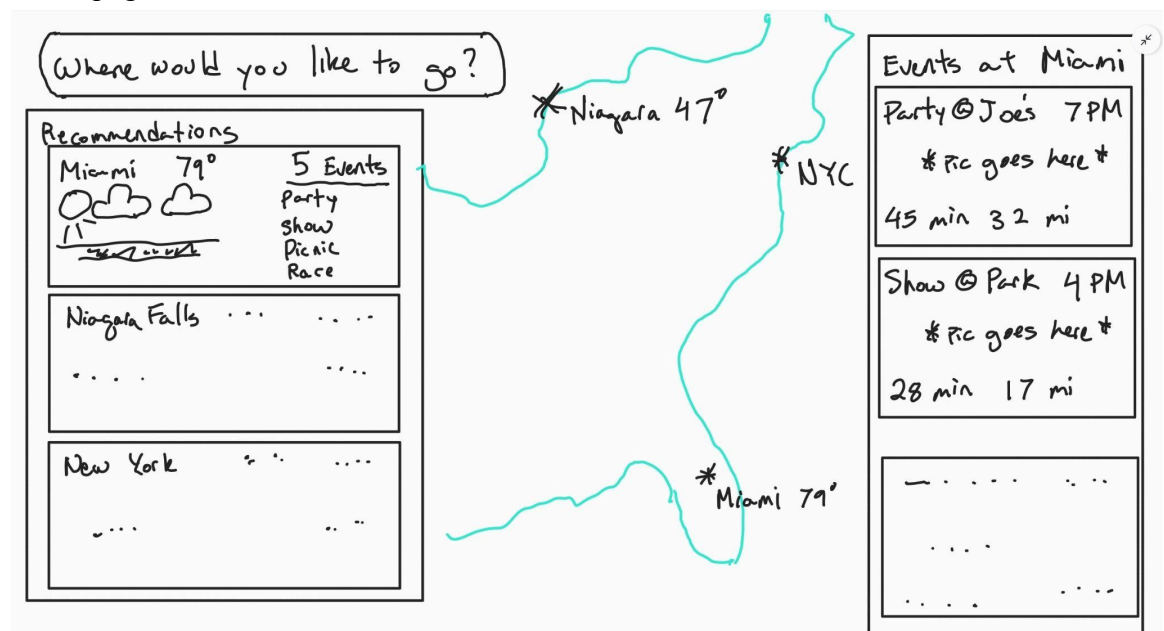 Where would you like to go?
Recommendations
Miami 79°
5 Events
Party
Show
Picnic
Race
Niagara Falls
New York
Niagara 47°
NYC
Miami 79°
Events at Miami
Party @ Joe's 7 PM
* Pic goes here *
45 min 32 mi
Show @ Park 4 PM
* Pic goes here *
28 min 17 mi